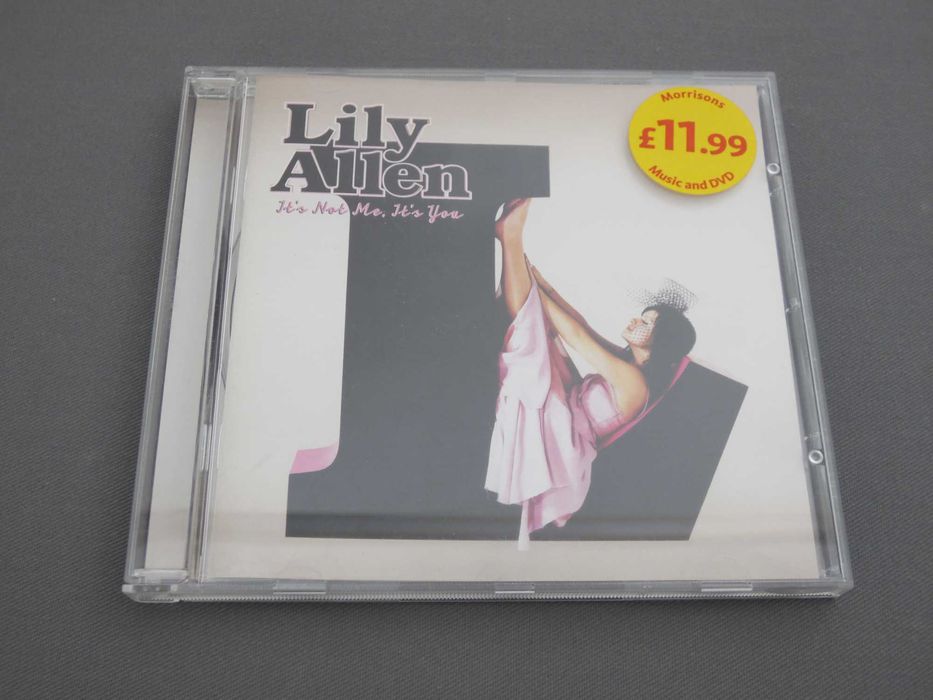 Lily
Allen
It's Not Me, It's You
Morrisons
£11.99
Music and DVD